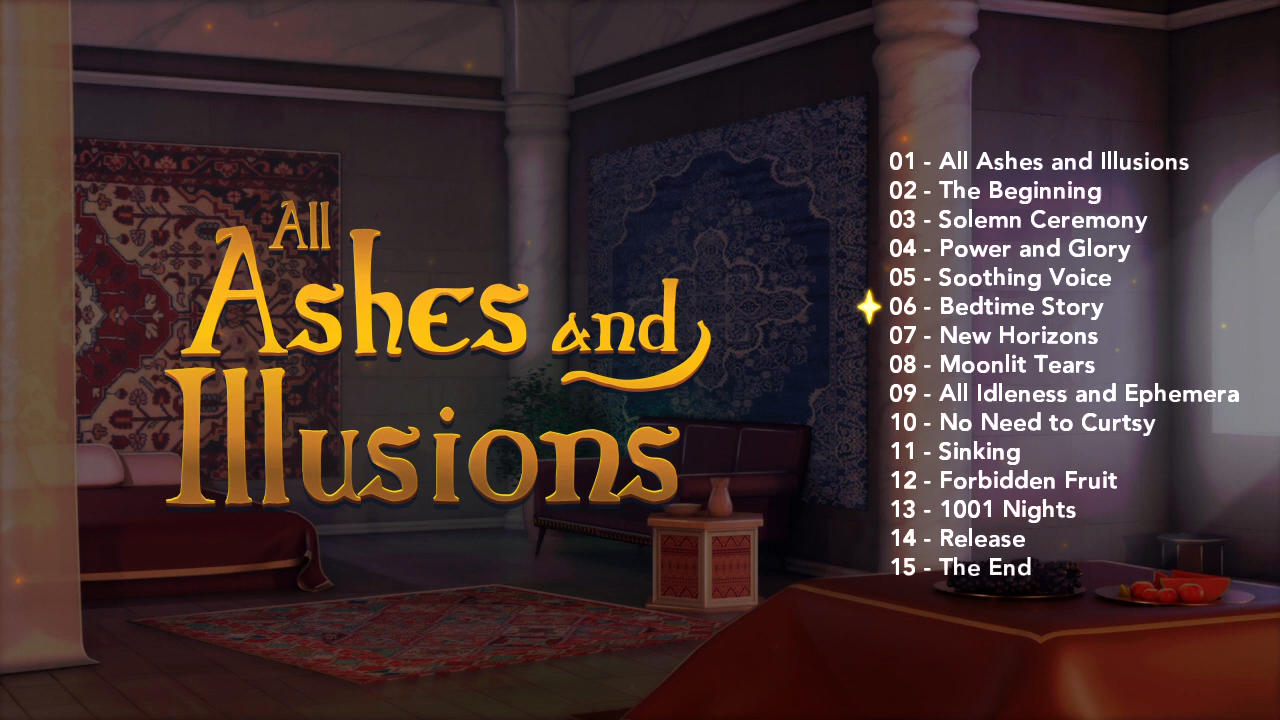 All
Ashes and
Illusions
01 - All Ashes and Illusions
02 - The Beginning
03 - Solemn Ceremony
04 - Power and Glory
05 - Soothing Voice
06 - Bedtime Story
07 - New Horizons
08 - Moonlit Tears
09 - All Idleness and Ephemera
10 - No Need to Curtsy
11 - Sinking
12 - Forbidden Fruit
13 - 1001 Nights
14 - Release
15 - The End